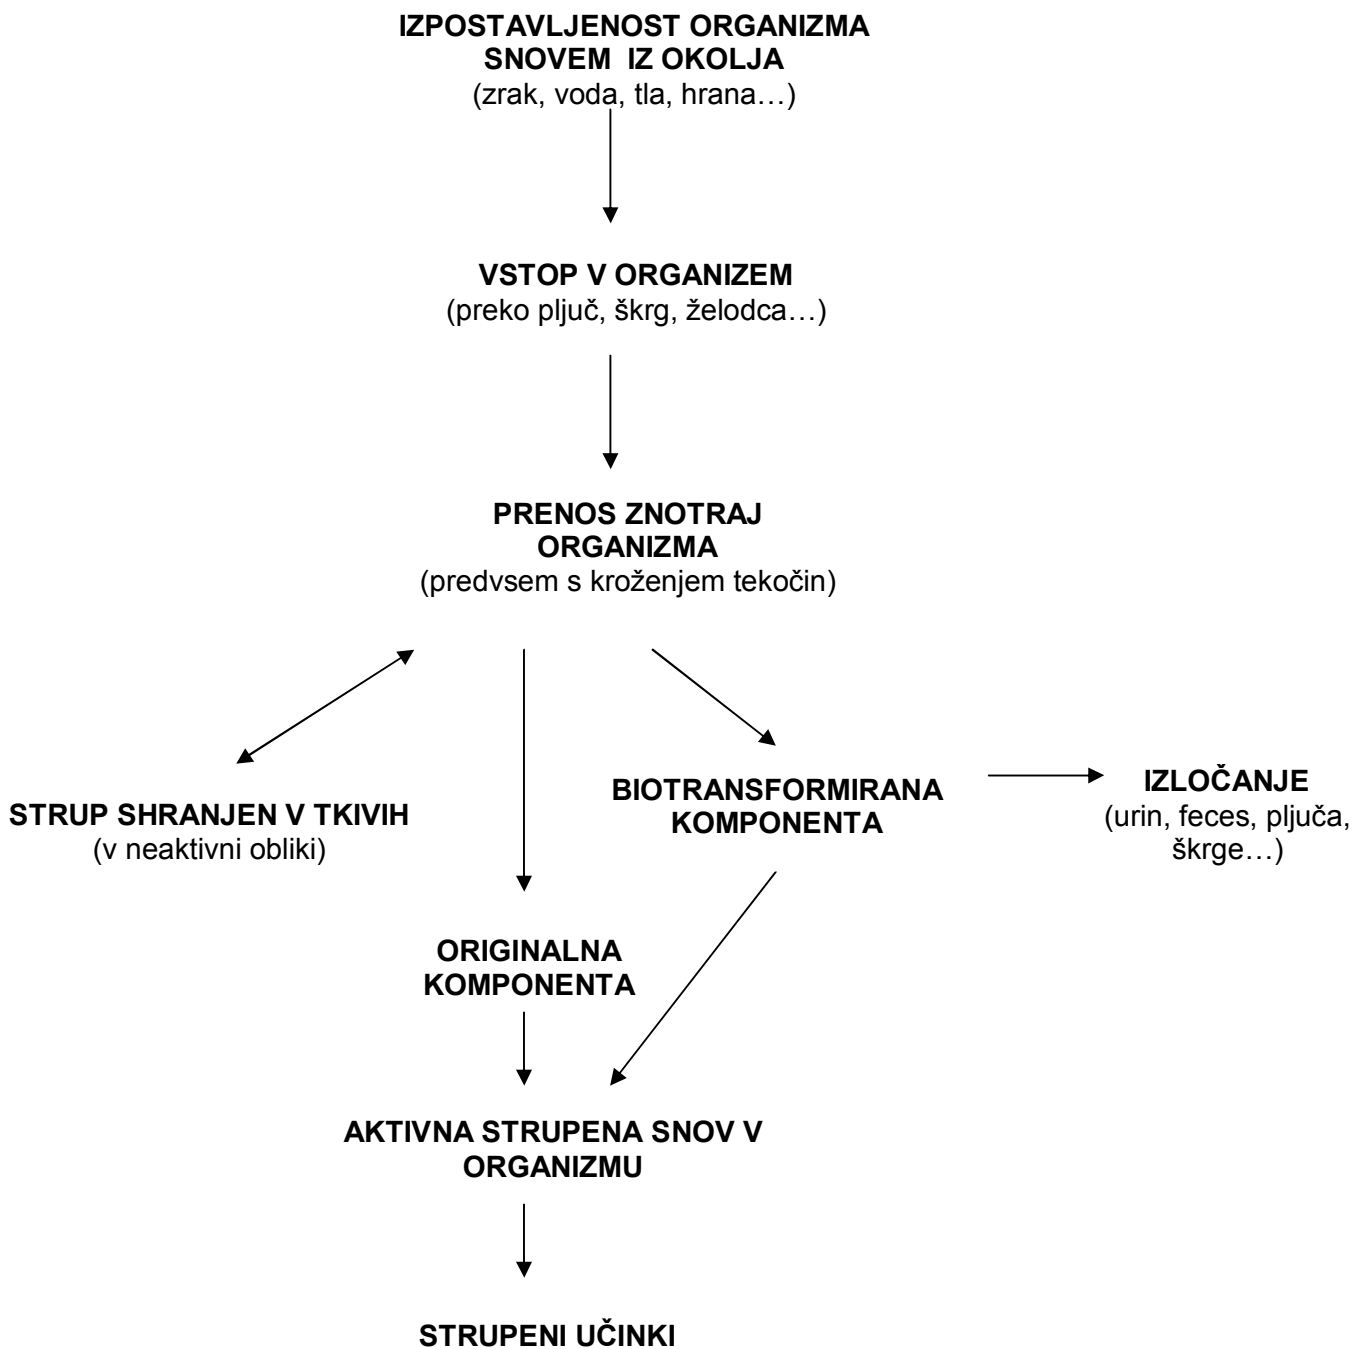 IZPOSTAVLJENOST ORGANIZMA
SNOVEM IZ OKOLJA
(zrak, voda, tla, hrana…)
VSTOP V ORGANIZEM
(preko pljuč, škrg, želodca…)
PRENOS ZNOTRAJ
ORGANIZMA
(predvsem s kroženjem tekočin)
STRUP SHRANJEN V TKIVIH
(v neaktivni obliki)
BIOTRANSFORMIRANA
KOMPONENTA
IZLOČANJE
(urin, feces, pljuča,
škrge…)
ORIGINALNA
KOMPONENTA
AKTIVNA STRUPENA SNOV V
ORGANIZMU
STRUPENI UČINKI